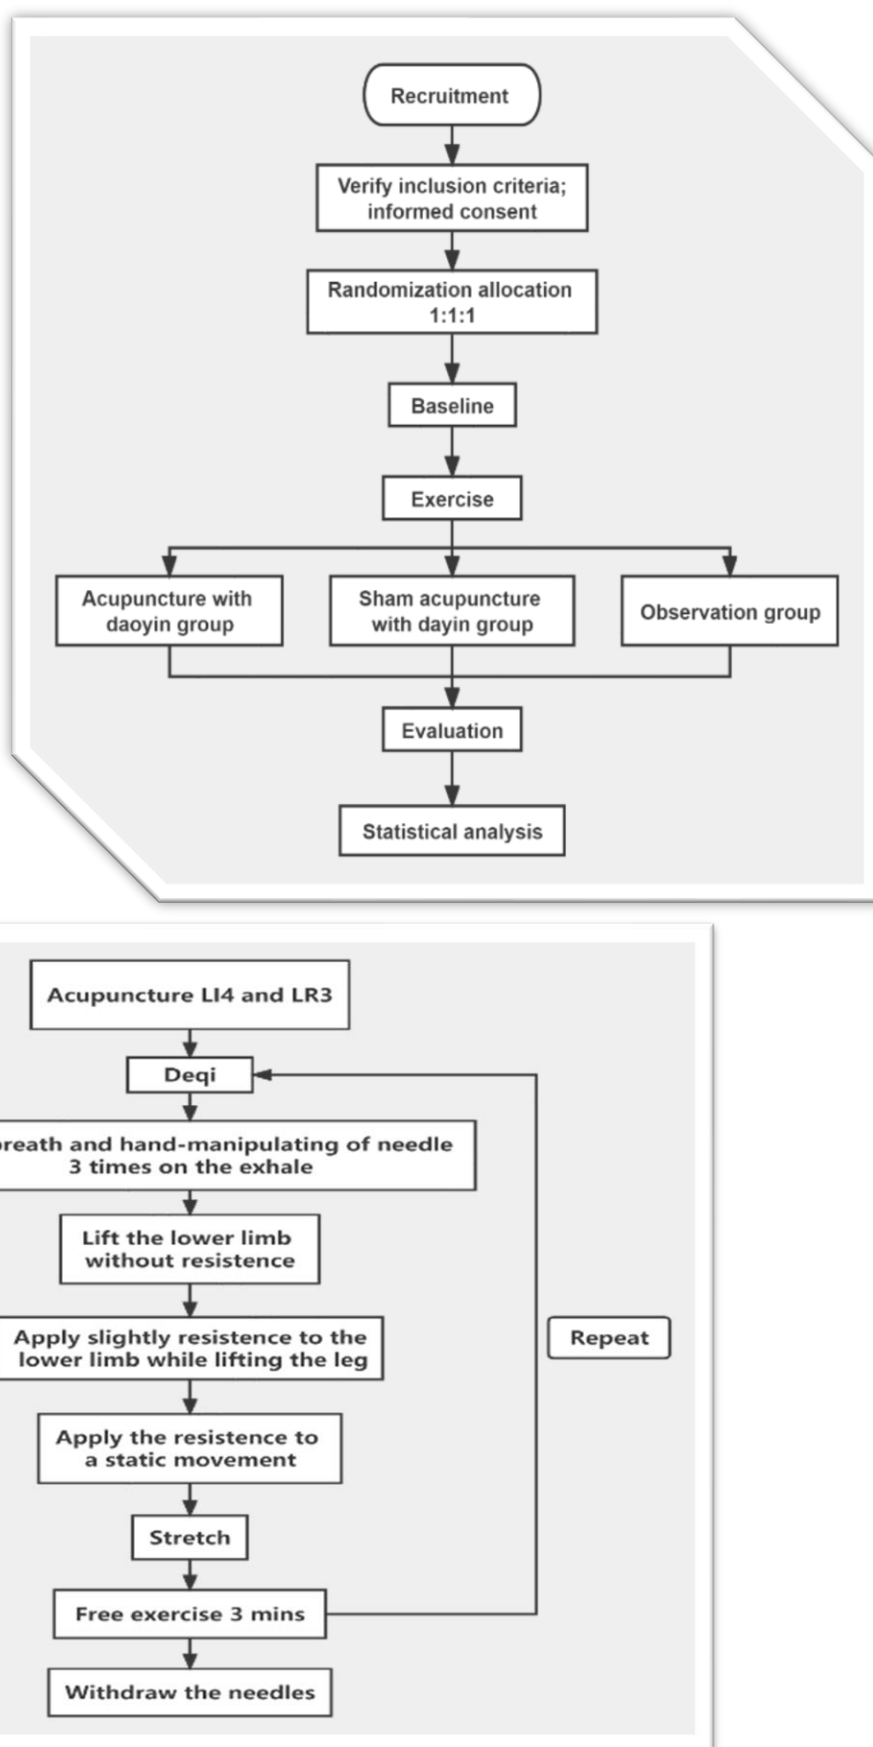 Recruitment
Verify inclusion criteria;
informed consent
Randomization allocation
1:1:1
Baseline
Exercise
Acupuncture with
daoyin group
Sham acupuncture
with dayin group
Observation group
Evaluation
Statistical analysis
Acupuncture LI4 and LR3
Deqi
and hand-manipulating of needle
3 times on the exhale
Lift the lower limb
without resistence
Apply slightly resistence to the
lower limb while lifting the leg
Repeat
Apply the resistence to
a static movement
Stretch
Free exercise 3 mins
Withdraw the needles